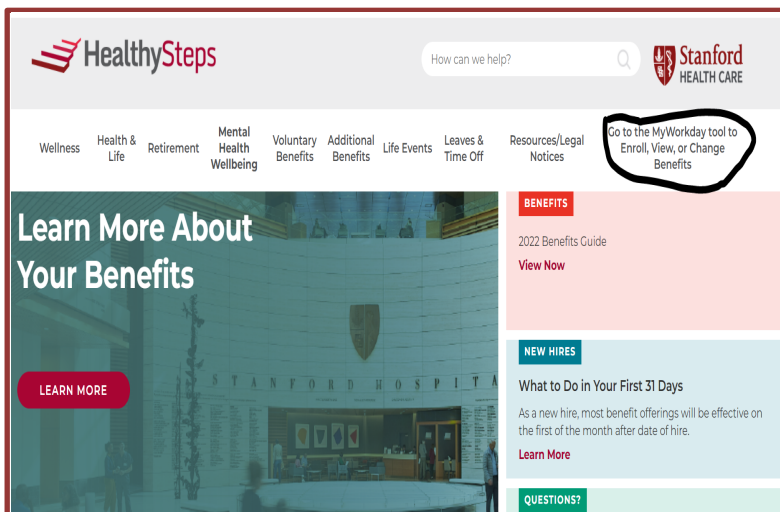 HealthySteps
How can we help?
Stanford
HEALTH CARE
Wellness
Health &
Life
Retirement
Mental
Health
Wellbeing
Voluntary
Benefits
Additional
Benefits
Life Events
Leaves &
Time Off
Resources/Legal
Notices
Go to the MyWorkday tool to
Enroll, View, or Change
Benefits
Learn More About
Your Benefits
LEARN MORE
STANFORD HOSPITA
BENEFITS
2022 Benefits Guide
View Now
NEW HIRES
What to Do in Your First 31 Days
As a new hire, most benefit offerings will be effective on
the first of the month after date of hire.
Learn More
QUESTIONS?